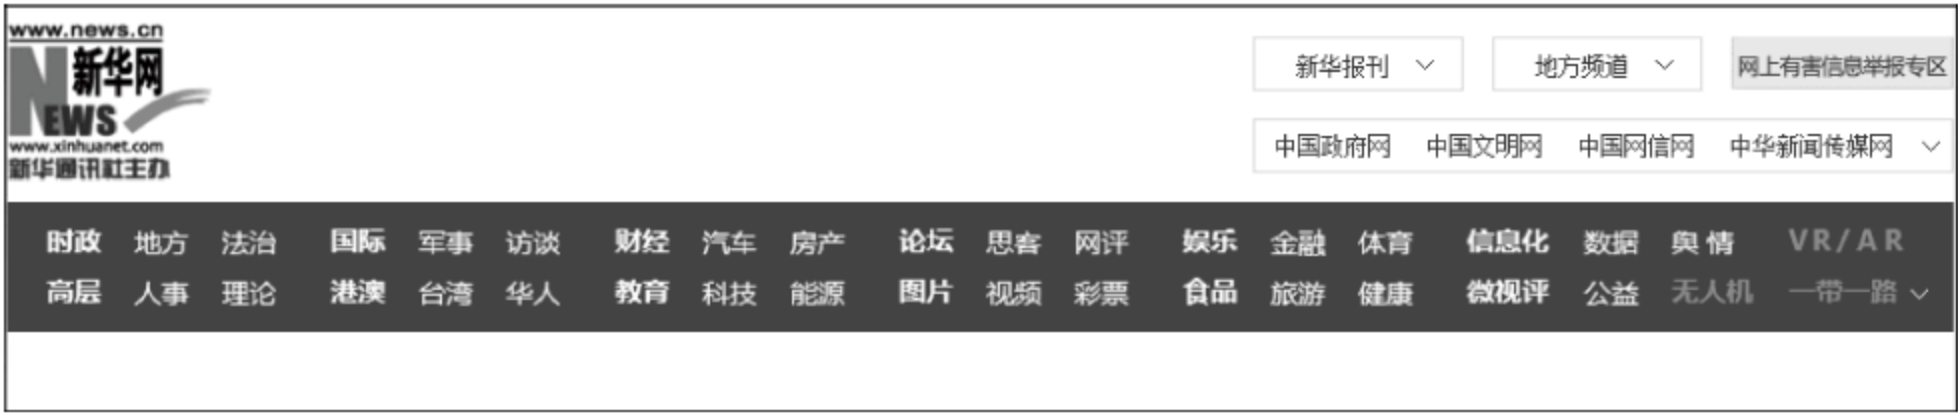 www.news.cn
新华网
NEWS
www.xinhuanet.com
新华通讯社主办
新华报刊 地方频道 网上有害信息举报专区
中国政府网 中国文明网 中国网信网 中华新闻传媒网
时政 地方 法治 国际 军事 访谈 财经 汽车 房产 论坛 思客 网评 娱乐 金融 体育 信息化 数据 舆情 VR/AR
高层 人事 理论 港澳 台湾 华人 教育 科技 能源 图片 视频 彩票 食品 旅游 健康 微视评 公益 无人机 一带一路